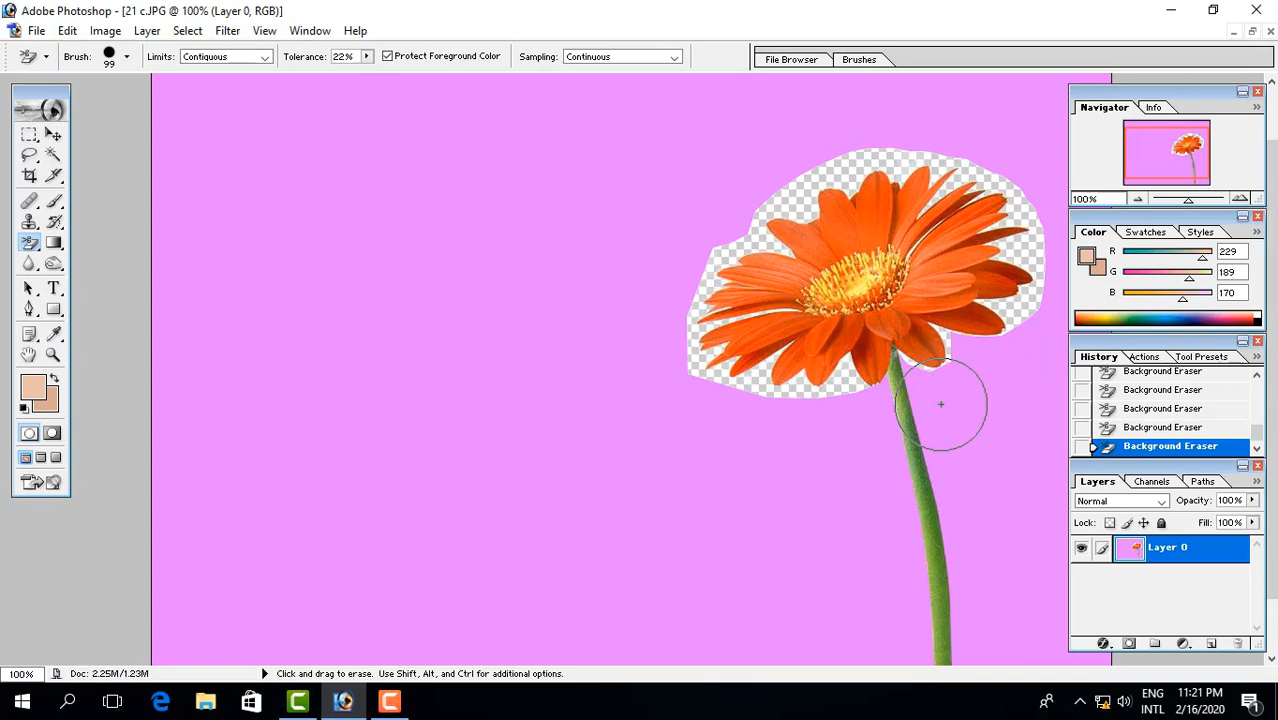 Adobe Photoshop - [21 c.JPG @ 100% (Layer 0, RGB)]
File Edit Image Layer Select Filter View Window Help
Brush: 99 Limits: Contiguous Tolerance: 22% Protect Foreground Color Sampling: Continuous File Browser Brushes
Navigator Info
100%
Color Swatches Styles
R 229
G 189
B 170
History Actions Tool Presets
Background Eraser
Background Eraser
Background Eraser
Background Eraser
Background Eraser
Layers Channels Paths
Normal Opacity: 100%
Lock: Fill: 100%
Layer 0
T
100% Doc: 2.25M/1.23M Click and drag to erase. Use Shift, Alt, and Ctrl for additional options.
ENG 11:21 PM
INTL 2/16/2020
1